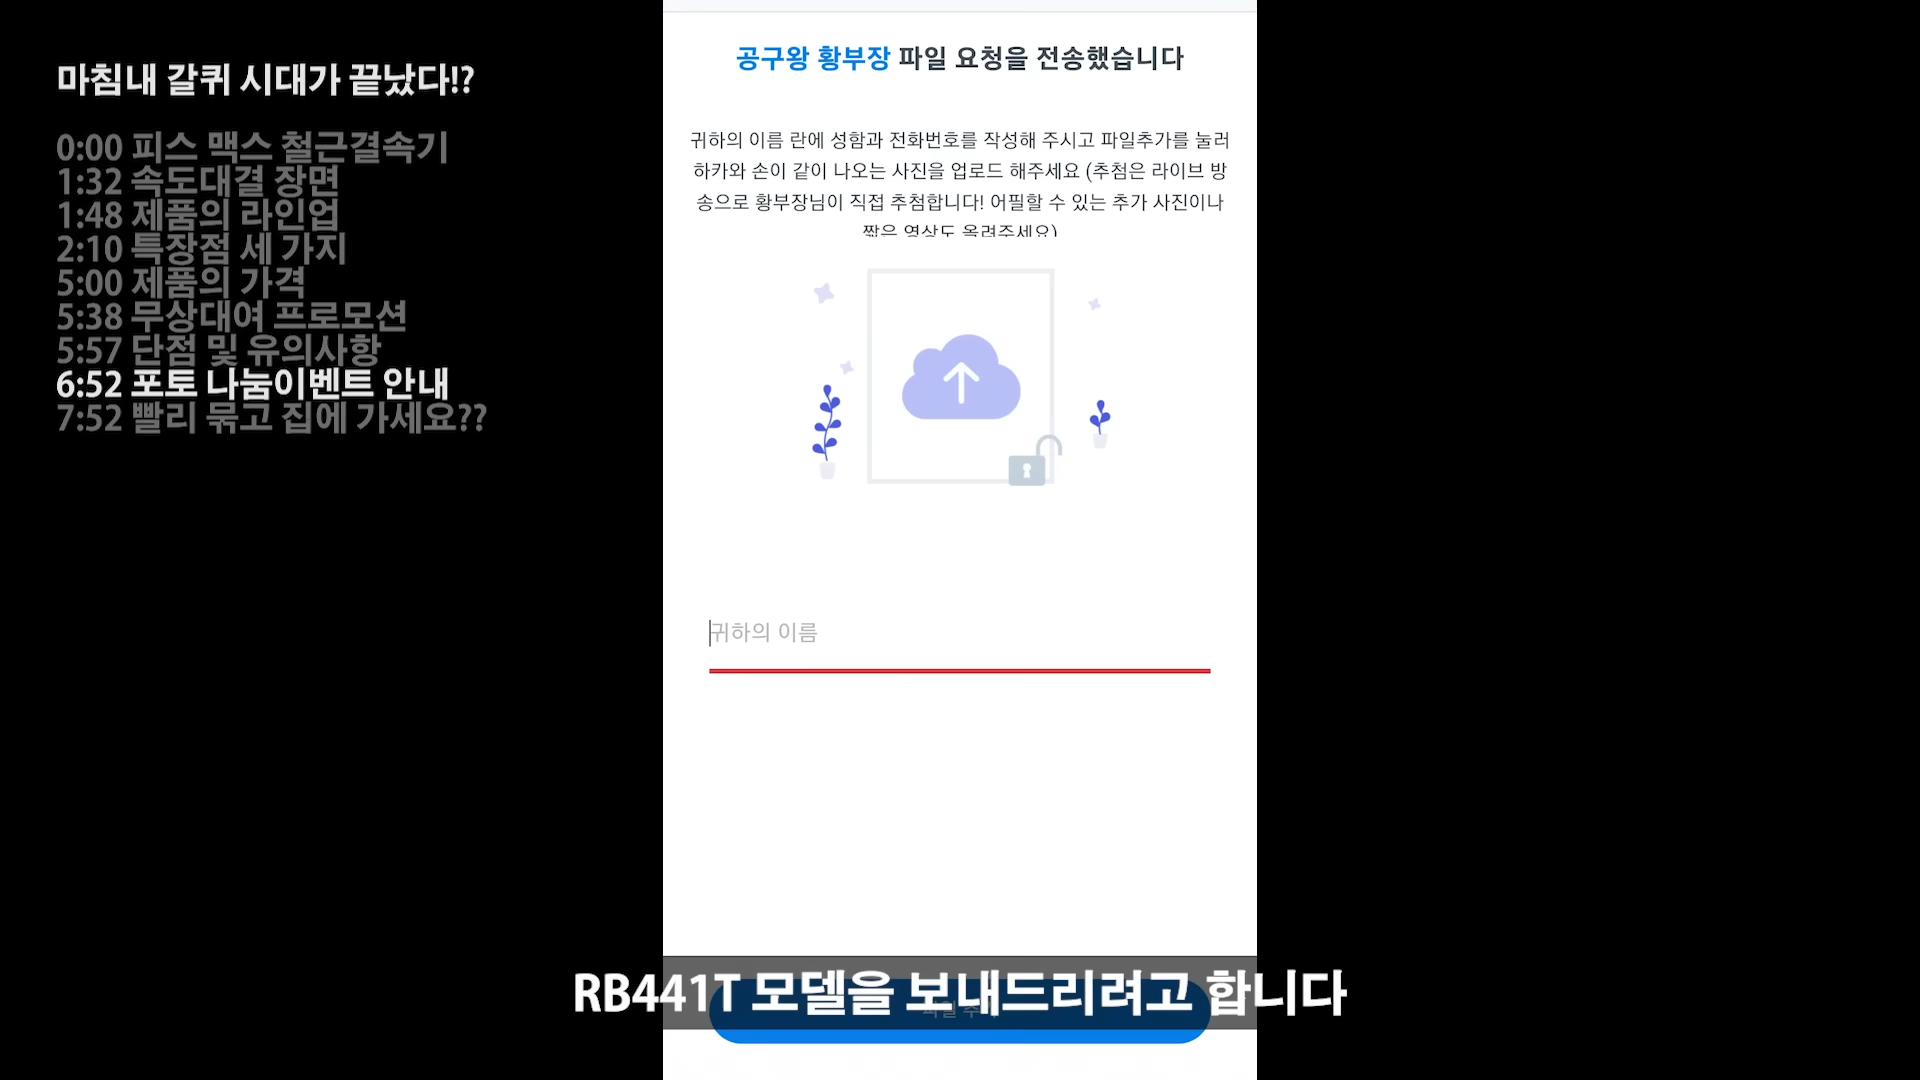 마침내 갈퀴 시대가 끝났다!?
0:00 피스 맥스 철근결속기
1:32 속도대결 장면
1:48 제품의 라인업
2:10 특장점 세 가지
5:00 제품의 가격
5:38 무상대여 프로모션
5:57 단점 및 유의사항
6:52 포토 나눔이벤트 안내
7:52 빨리 묶고 집에 가세요??
공구왕 황부장 파일 요청을 전송했습니다
귀하의 이름 란에 성함과 전화번호를 작성해 주시고 파일추가를 눌러
하카와 손이 같이 나오는 사진을 업로드 해주세요 (추첨은 라이브 방
송으로 황부장님이 직접 추첨합니다! 어필할 수 있는 추가 사진이나
짧은 영상도 올려주세요)
귀하의 이름
RB441T 모델을 보내드리려고 합니다